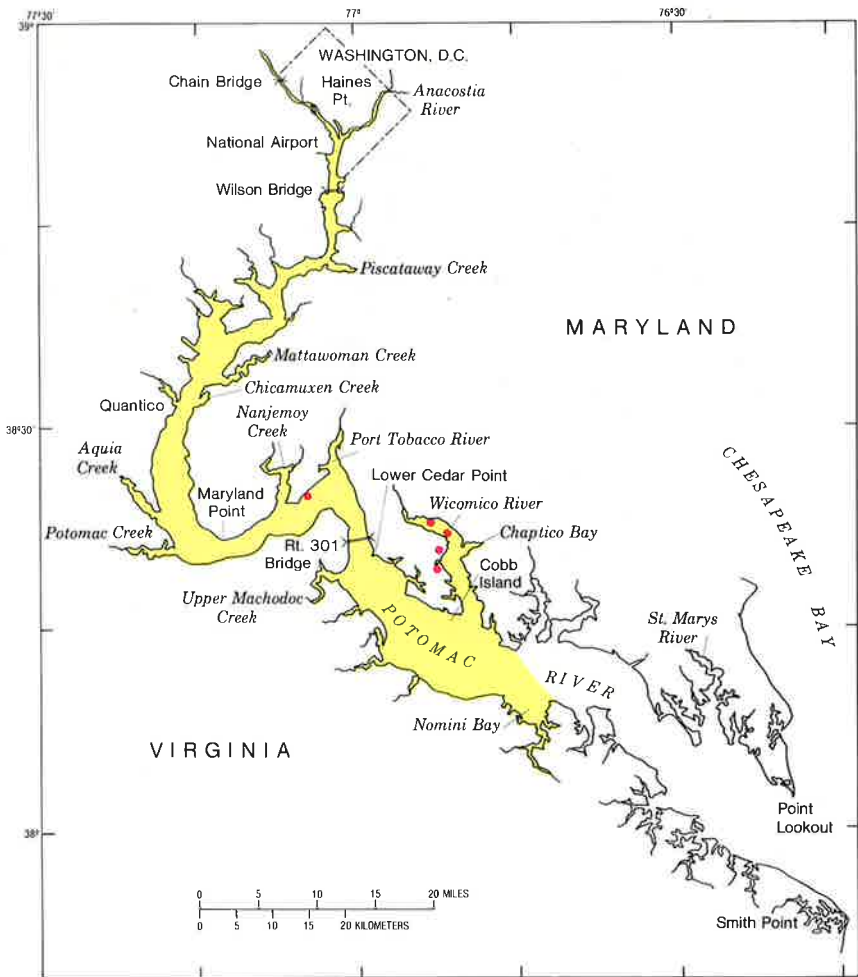 77°30'
77°
76°30'
39°
WASHINGTON, D.C.
Chain Bridge
Haines
Pt.
Anacostia
River
National Airport
Wilson Bridge
Piscataway Creek
MARYLAND
Mattawoman Creek
Chicamuxen Creek
Quantico
Nanjemoy
Creek
38°30'
Port Tobacco River
Aquia
Creek
Lower Cedar Point
Maryland
Point
Wicomico River
CHESAPEAKE BAY
Potomac Creek
Rt. 301
Bridge
Chaptico Bay
Cobb
Island
Upper Machodoc
Creek
St. Marys
River
POTOMAC
RIVER
Nomini Bay
VIRGINIA
Point
Lookout
38°
0 5 10 15 20 MILES
0 5 10 15 20 KILOMETERS
Smith Point